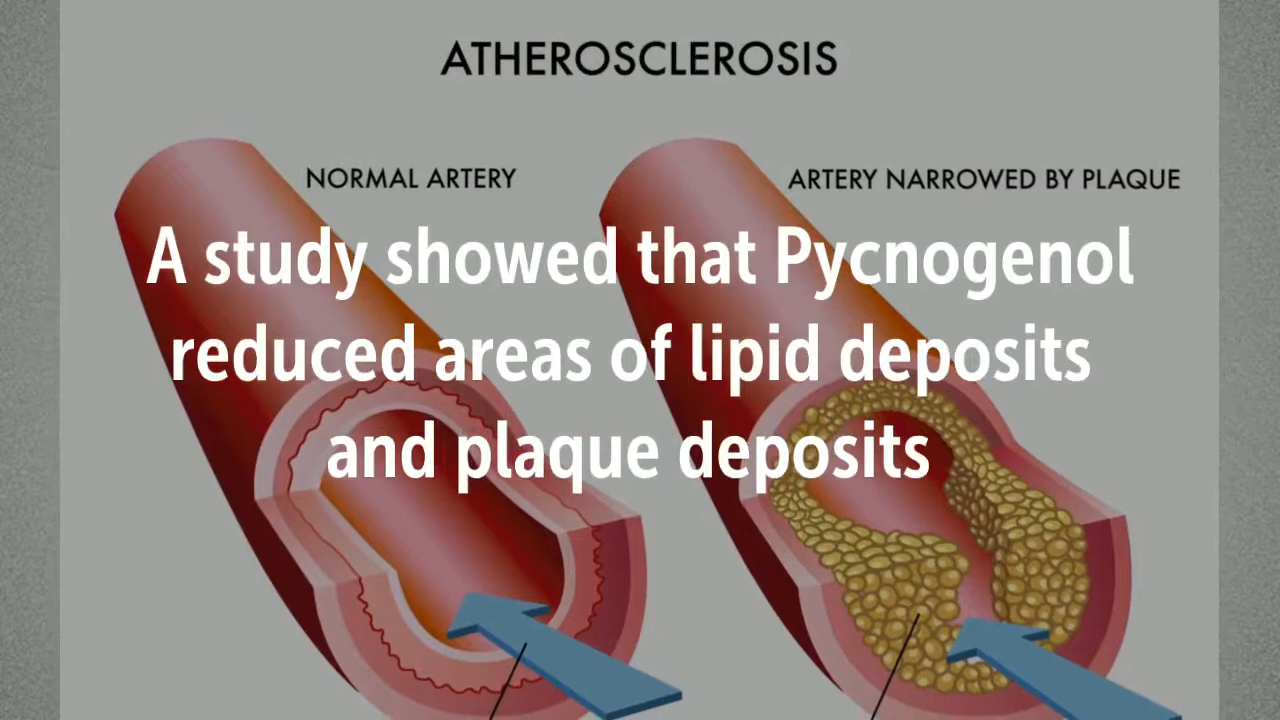 ATHEROSCLEROSIS
NORMAL ARTERY
ARTERY NARROWED BY PLAQUE
A study showed that Pycnogenol
reduced areas of lipid deposits
and plaque deposits